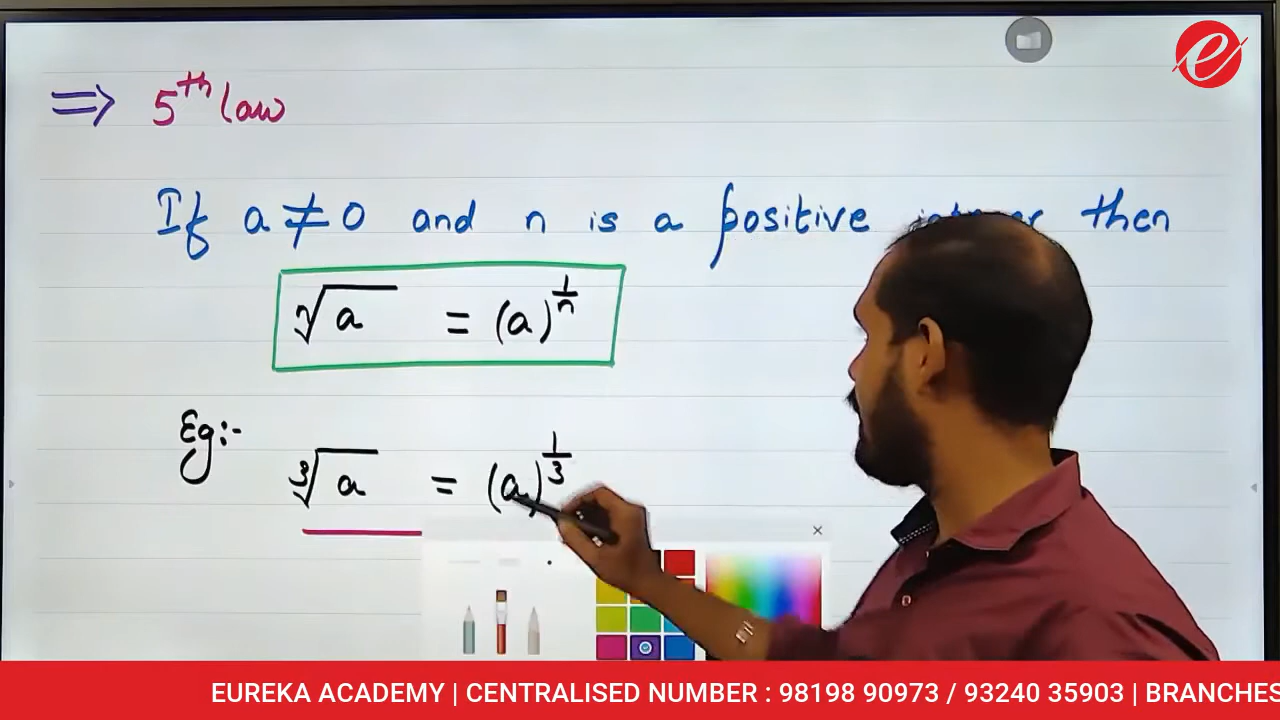 ⇒ 5th law
If a ≠ 0 and n is a positive then
ⁿ√a = (a)^(1/n)
Eg:-
³√a = (a)^(1/3)
EUREKA ACADEMY | CENTRALISED NUMBER : 98198 90973 / 93240 35903 | BRANCHES